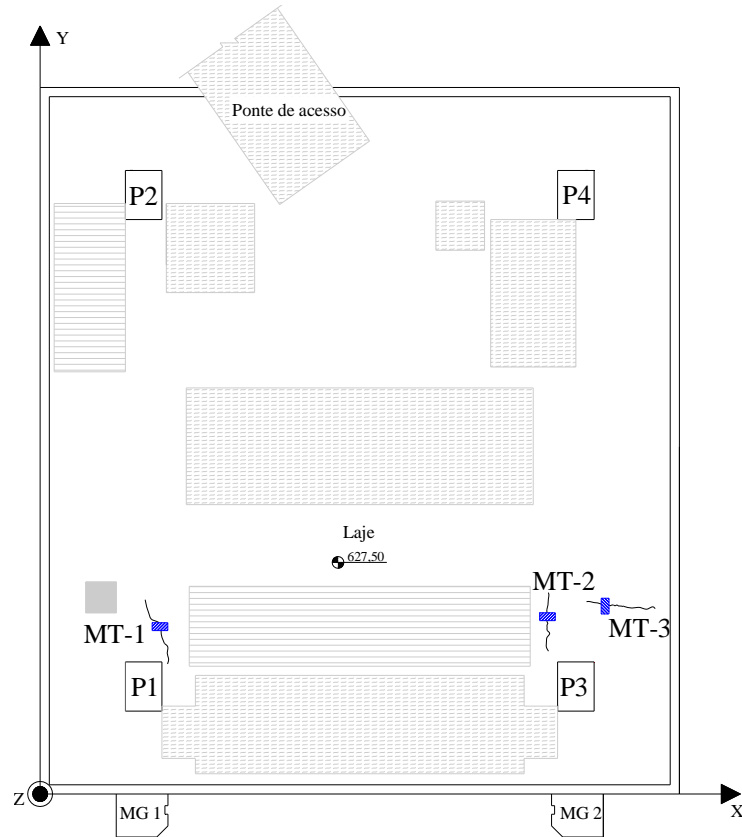 Y
Ponte de acesso
P2
P4
Laje
627,50
MT-2
MT-1
MT-3
P1
P3
Z
X
MG 1
MG 2